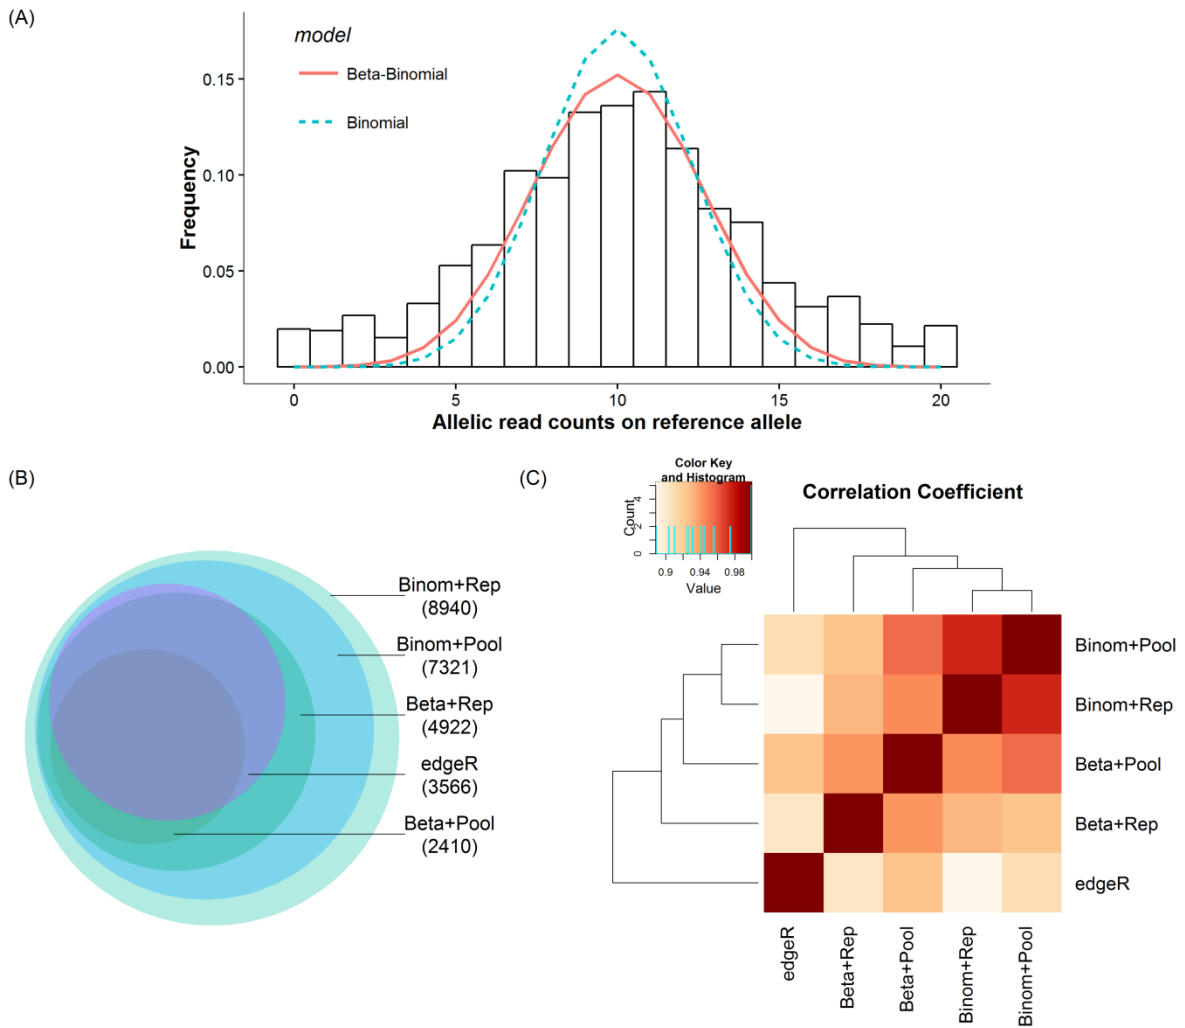 (A)
model
Beta-Binomial
Binomial
Frequency
0.15
0.10
0.05
0.00
0
5
10
15
20
Allelic read counts on reference allele
(B)
Binom+Rep
(8940)
Binom+Pool
(7321)
Beta+Rep
(4922)
edgeR
(3566)
Beta+Pool
(2410)
(C)
Color Key
and Histogram
Count
0 2 4
0.9 0.94 0.98
Value
Correlation Coefficient
Binom+Pool
Binom+Rep
Beta+Pool
Beta+Rep
edgeR
edgeR
Beta+Rep
Beta+Pool
Binom+Rep
Binom+Pool